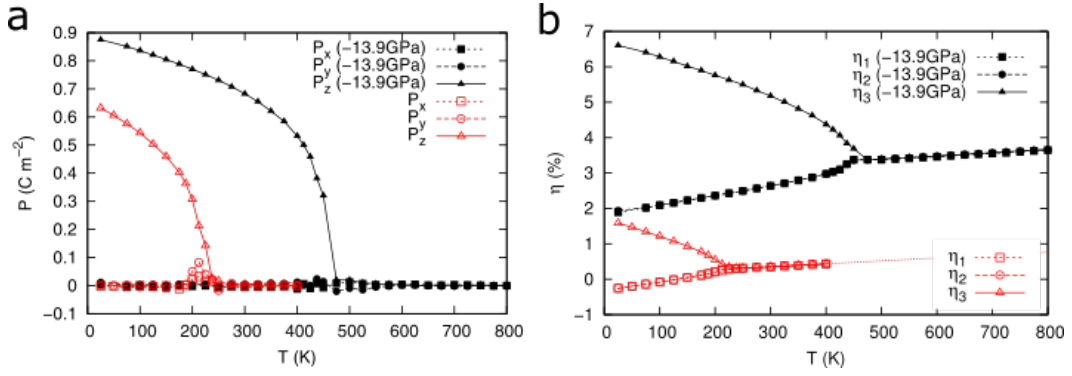 a
P (C m⁻²)
0.9
0.8
0.7
0.6
0.5
0.4
0.3
0.2
0.1
0
−0.1
Pₓ (−13.9GPa)
P_y (−13.9GPa)
P_z (−13.9GPa)
Pₓ
P_y
P_z
0 100 200 300 400 500 600 700 800
T (K)
b
η (%)
7
6
5
4
3
2
1
0
−1
η₁ (−13.9GPa)
η₂ (−13.9GPa)
η₃ (−13.9GPa)
η₁
η₂
η₃
0 100 200 300 400 500 600 700 800
T (K)